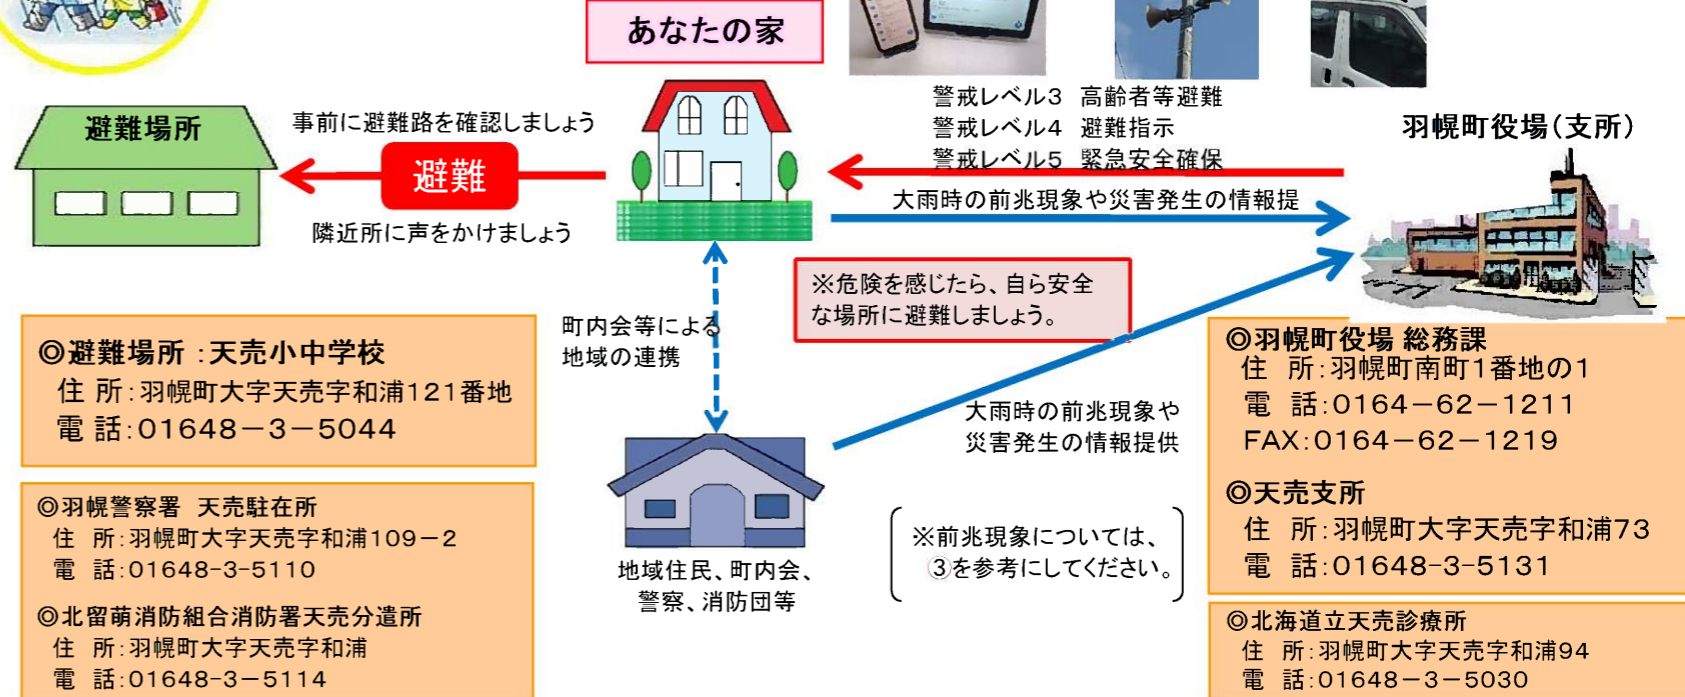 あなたの家
警戒レベル3 高齢者等避難
警戒レベル4 避難指示
警戒レベル5 緊急安全確保
羽幌町役場(支所)
避難場所
事前に避難路を確認しましょう
避難
隣近所に声をかけましょう
大雨時の前兆現象や災害発生の情報提
※危険を感じたら、自ら安全
な場所に避難しましょう。
町内会等による
地域の連携
大雨時の前兆現象や
災害発生の情報提供
※前兆現象については、
③を参考にしてください。
地域住民、町内会、
警察、消防団等
◎避難場所:天売小中学校
住 所:羽幌町大字天売字和浦121番地
電 話:01648-3-5044
◎羽幌警察署 天売駐在所
住 所:羽幌町大字天売字和浦109-2
電 話:01648-3-5110
◎北留萌消防組合消防署天売分遣所
住 所:羽幌町大字天売字和浦
電 話:01648-3-5114
◎羽幌町役場 総務課
住 所:羽幌町南町1番地の1
電 話:0164-62-1211
FAX:0164-62-1219
◎天売支所
住 所:羽幌町大字天売字和浦73
電 話:01648-3-5131
◎北海道立天売診療所
住 所:羽幌町大字天売字和浦94
電 話:01648-3-5030